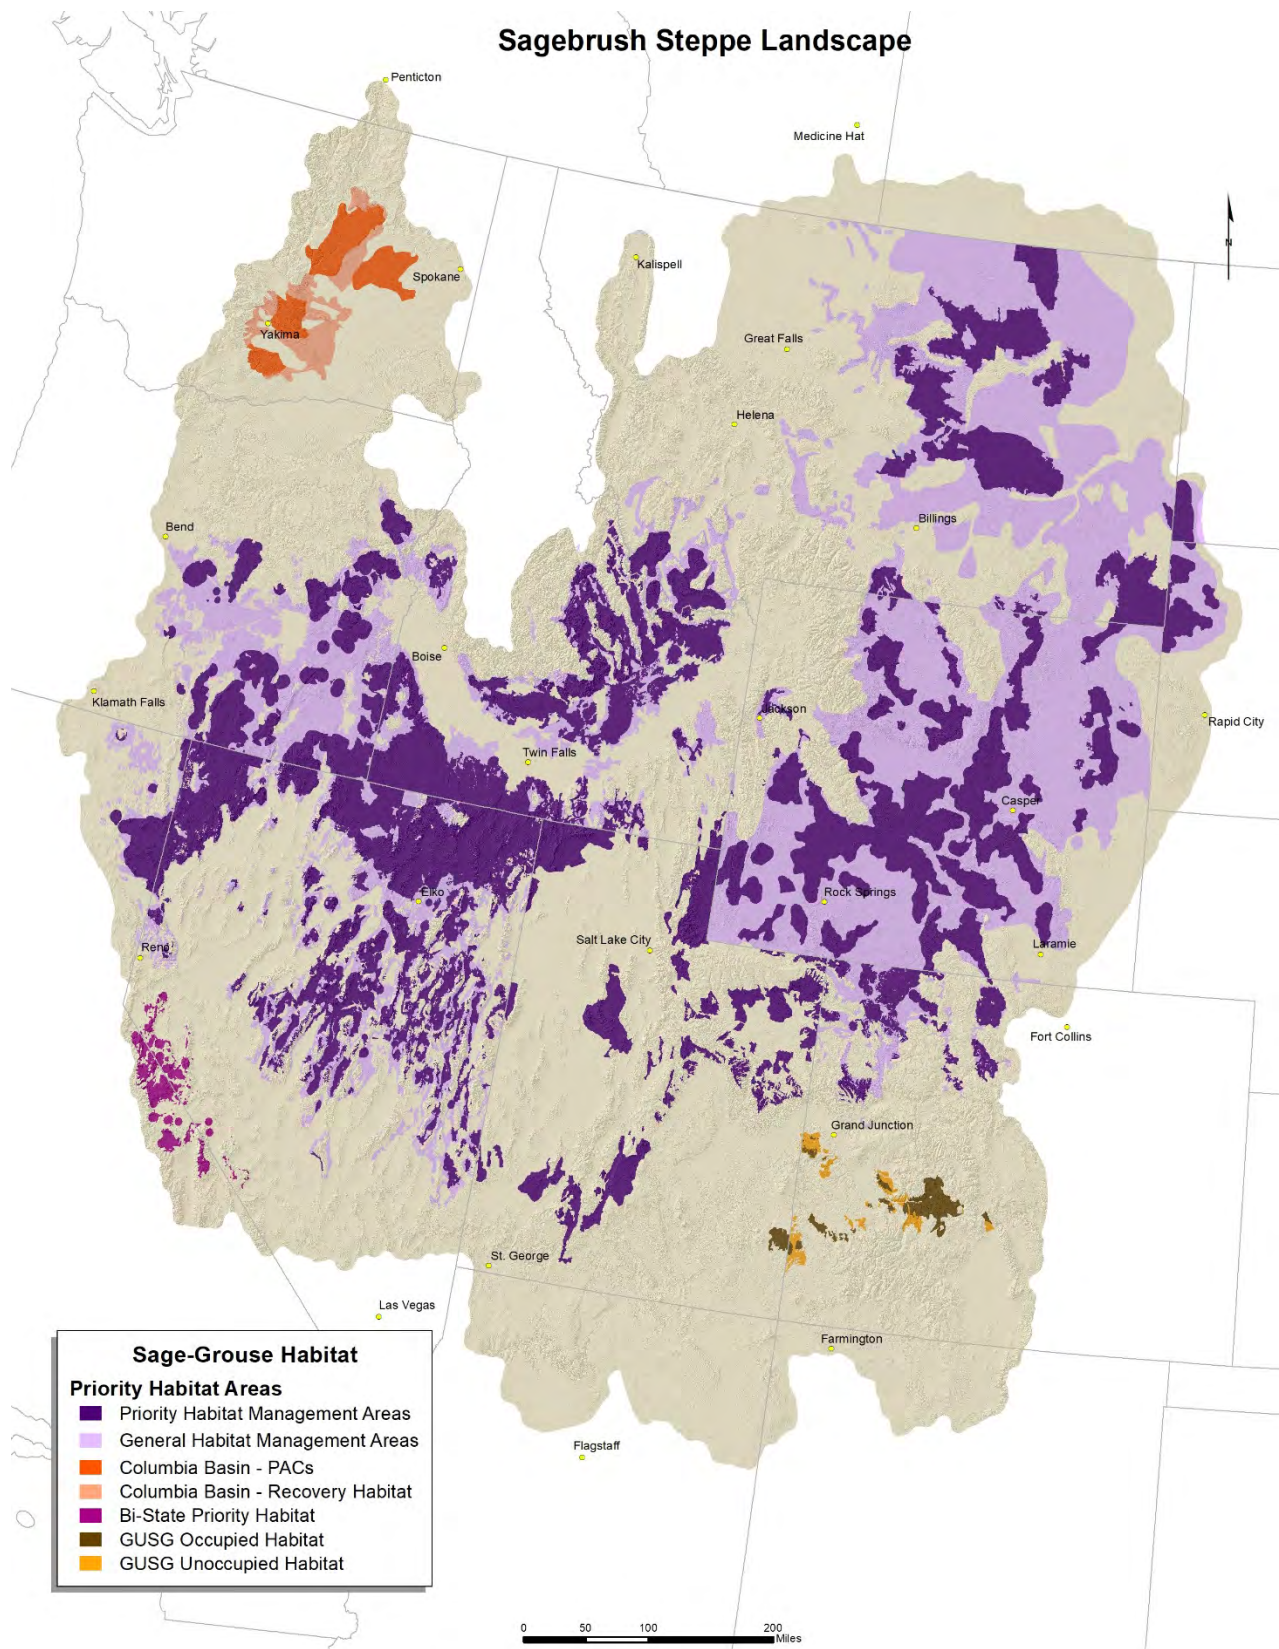 Sagebrush Steppe Landscape
Penticton
Medicine Hat
N
Kalispell
Spokane
Yakima
Great Falls
Helena
Bend
Billings
Boise
Klamath Falls
Jackson
Rapid City
Twin Falls
Casper
Elko
Rock Springs
Reno
Salt Lake City
Laramie
Fort Collins
Grand Junction
St. George
Las Vegas
Farmington
Flagstaff
Sage-Grouse Habitat
Priority Habitat Areas
Priority Habitat Management Areas
General Habitat Management Areas
Columbia Basin - PACs
Columbia Basin - Recovery Habitat
Bi-State Priority Habitat
GUSG Occupied Habitat
GUSG Unoccupied Habitat
0 50 100 200
Miles